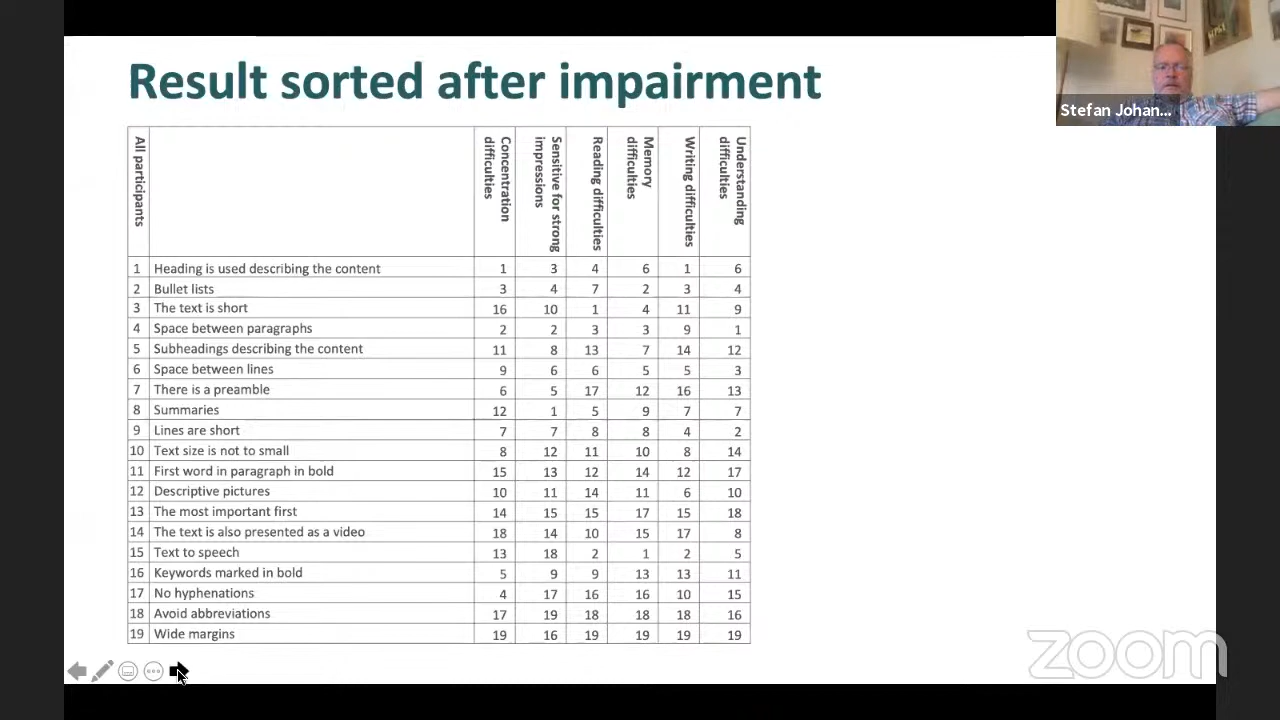 Result sorted after impairment
Stefan Johan...
All participants
Concentration difficulties
Sensitive for strong impressions
Reading difficulties
Memory difficulties
Writing difficulties
Understanding difficulties
1 Heading is used describing the content 1 3 4 6 1 6
2 Bullet lists 3 4 7 2 3 4
3 The text is short 16 10 1 4 11 9
4 Space between paragraphs 2 2 3 3 9 1
5 Subheadings describing the content 11 8 13 7 14 12
6 Space between lines 9 6 6 5 5 3
7 There is a preamble 6 5 17 12 16 13
8 Summaries 12 1 5 9 7 7
9 Lines are short 7 7 8 8 4 2
10 Text size is not to small 8 12 11 10 8 14
11 First word in paragraph in bold 15 13 12 14 12 17
12 Descriptive pictures 10 11 14 11 6 10
13 The most important first 14 15 15 17 15 18
14 The text is also presented as a video 18 14 10 15 17 8
15 Text to speech 13 18 2 1 2 5
16 Keywords marked in bold 5 9 9 13 13 11
17 No hyphenations 4 17 16 16 10 15
18 Avoid abbreviations 17 19 18 18 18 16
19 Wide margins 19 16 19 19 19 19
zoom